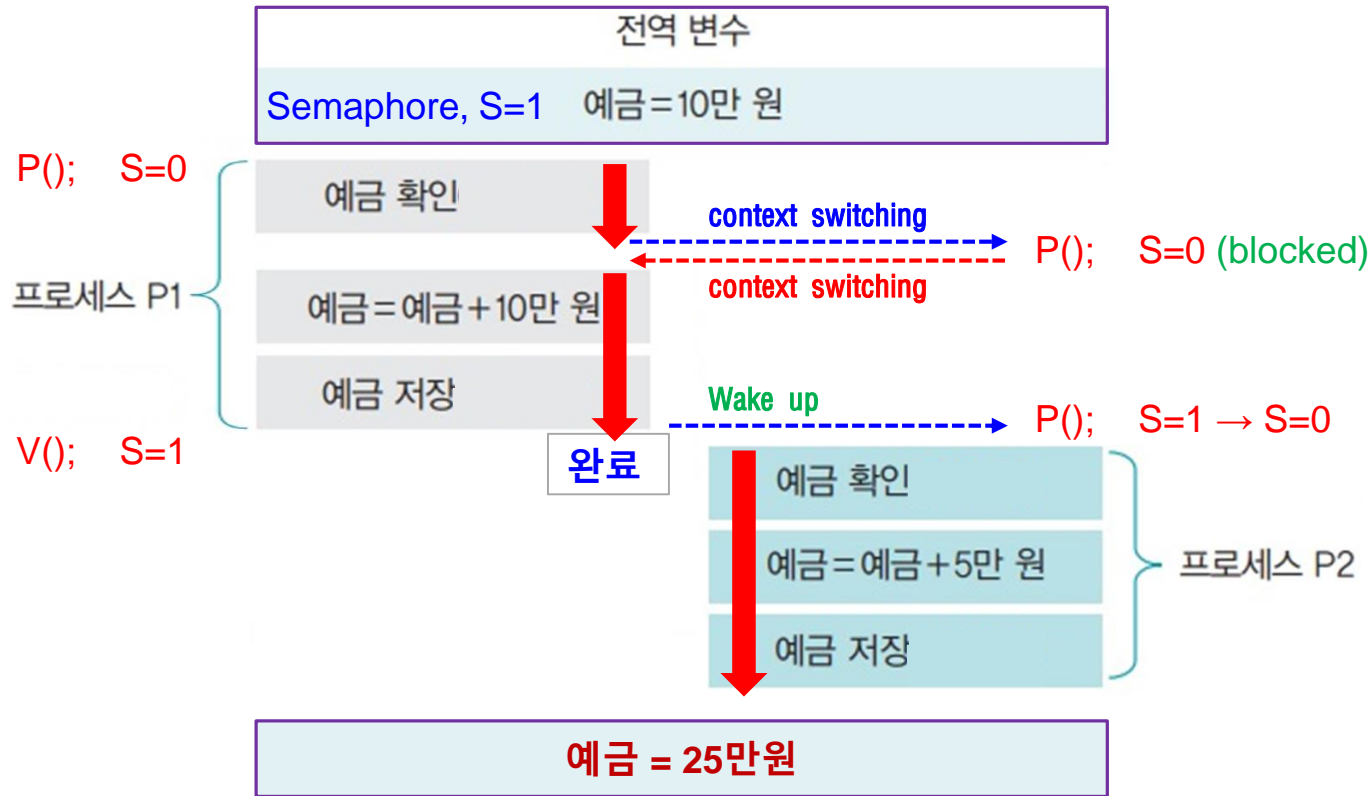 전역 변수
Semaphore, S=1 예금=10만 원
P(); S=0
예금 확인
context switching
P(); S=0 (blocked)
context switching
프로세스 P1
예금=예금+10만 원
예금 저장
Wake up
P(); S=1 → S=0
V(); S=1
완료
예금 확인
예금=예금+5만 원
프로세스 P2
예금 저장
예금 = 25만원